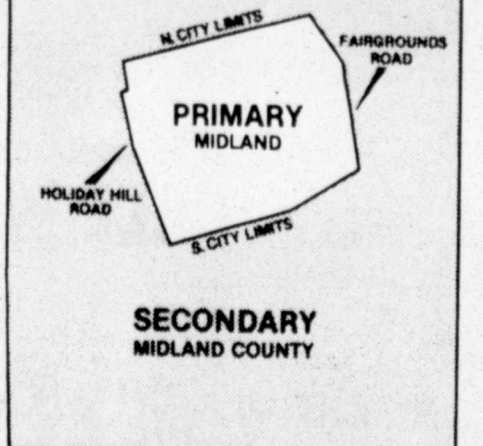 N. CITY LIMITS
FAIRGROUNDS
ROAD
PRIMARY
MIDLAND
HOLIDAY HILL
ROAD
S. CITY LIMITS
SECONDARY
MIDLAND COUNTY